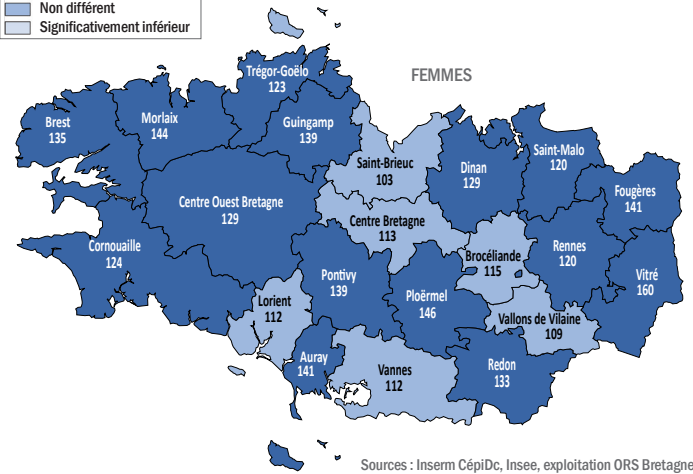 Non différent
Significativement inférieur
FEMMES
Trégor-Goëlo
123
Brest
135
Morlaix
144
Guingamp
139
Saint-Brieuc
103
Dinan
129
Saint-Malo
120
Fougères
141
Centre Ouest Bretagne
129
Centre Bretagne
113
Cornouaille
124
Brocéliande
115
Rennes
120
Vitré
160
Pontivy
139
Ploërmel
146
Lorient
112
Vallons de Vilaine
109
Auray
141
Vannes
112
Redon
133
Sources : Inserm CépiDc, Insee, exploitation ORS Bretagne